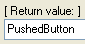 [ Return value: ]
PushedButton